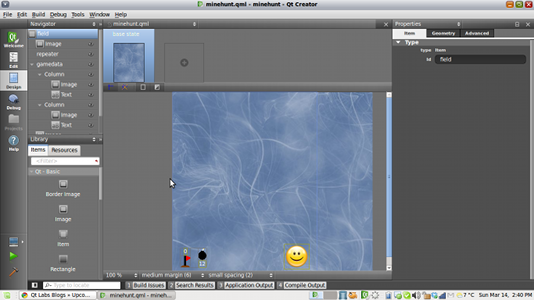 minehunt.qml - minehunt - Qt Creator
File Edit Build Debug Tools Window Help
Navigator
minehunt.qml
Properties
field
image
repeater
gamedata
Column
Image
Text
Column
Image
Text
base state
Item Geometry Advanced
Type
type Item
id field
Welcome
Edit
Design
Debug
Projects
Help
Library
Items Resources
<Filter>
Qt - Basic
Border Image
Image
Item
Rectangle
0
12
100 % medium margin (6) small spacing (2)
Type to locate
1 Build Issues 2 Search Results 3 Application Output 4 Compile Output
Qt Labs Blogs » Upco...
minehunt.qml - mineh...
7 °C Sun Mar 14, 2:40 PM